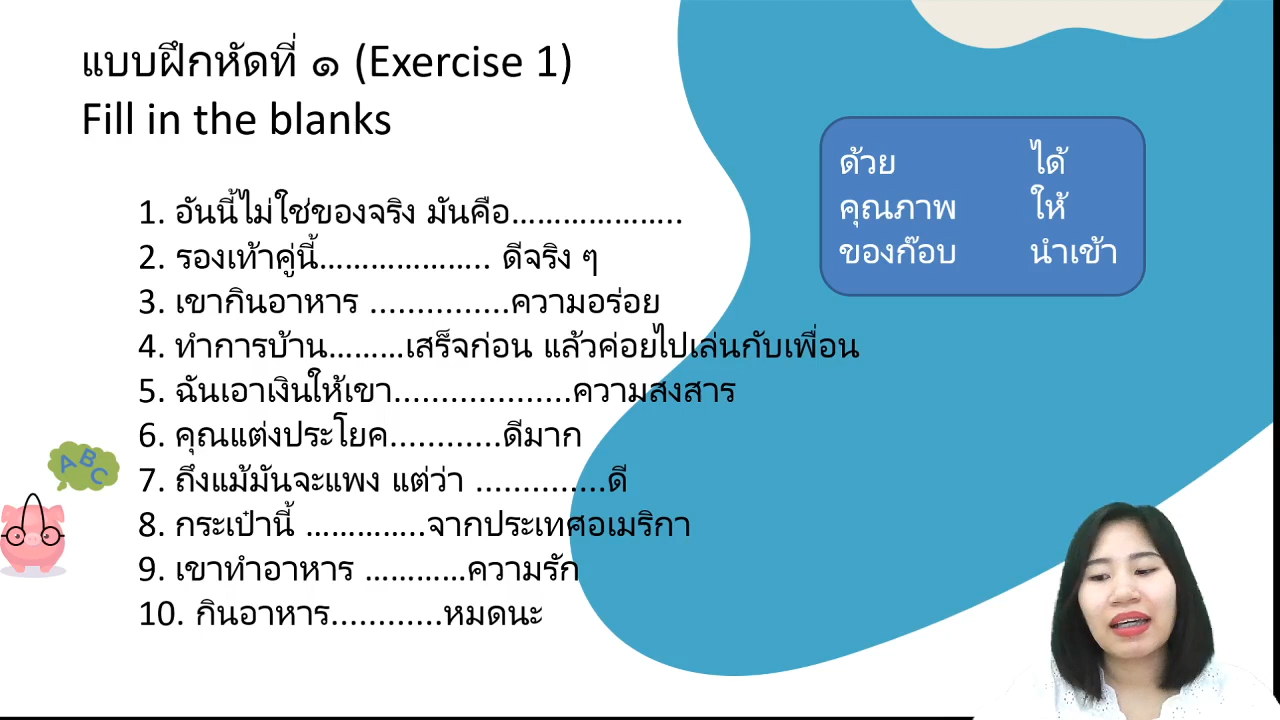 แบบฝึกหัดที่ ๑ (Exercise 1)
Fill in the blanks
ด้วย ได้
คุณภาพ ให้
ของก๊อบ นำเข้า
1. อันนี้ไม่ใช่ของจริง มันคือ...................
2. รองเท้าคู่นี้................... ดีจริง ๆ
3. เขากินอาหาร ...............ความอร่อย
4. ทำการบ้าน.........เสร็จก่อน แล้วค่อยไปเล่นกับเพื่อน
5. ฉันเอาเงินให้เขา...................ความสงสาร
6. คุณแต่งประโยค............ดีมาก
7. ถึงแม้มันจะแพง แต่ว่า ..............ดี
8. กระเป๋านี้ .............จากประเทศอเมริกา
9. เขาทำอาหาร ............ความรัก
10. กินอาหาร............หมดนะ
ABC